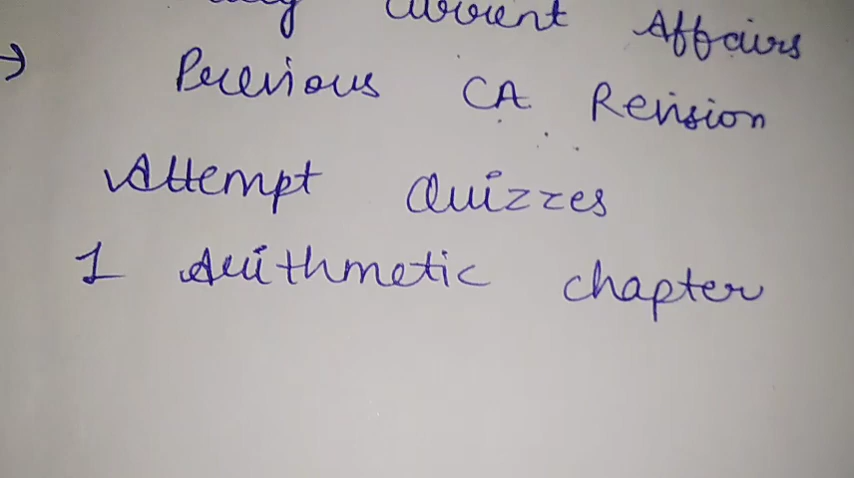 Current Affairs
→ Previous CA Revision
Attempt Quizzes
1 Arithmetic chapter